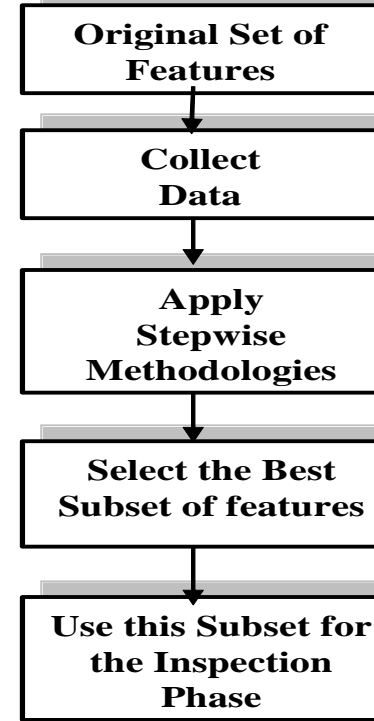 Original Set of
Features
Collect
Data
Apply
Stepwise
Methodologies
Select the Best
Subset of features
Use this Subset for
the Inspection
Phase